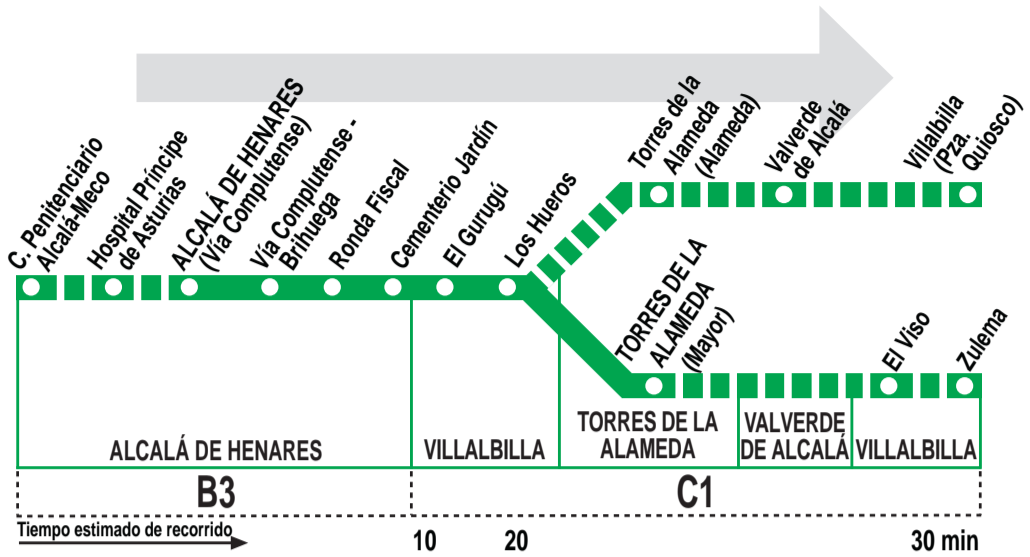 C. Penitenciario
Alcalá-Meco
Hospital Príncipe
de Asturias
ALCALÁ DE HENARES
(Vía Complutense)
Vía Complutense -
Brihuega
Ronda Fiscal
Cementerio Jardín
El Gurugú
Los Hueros
Torres de la
Alameda
(Alameda)
Valverde
de Alcalá
Villalbilla
(Pza.
Quiosco)
TORRES DE LA
ALAMEDA
(Mayor)
El Viso
Zulema
ALCALÁ DE HENARES
VILLALBILLA
TORRES DE LA
ALAMEDA
VALVERDE
DE ALCALÁ
VILLALBILLA
B3
C1
Tiempo estimado de recorrido
10
20
30 min